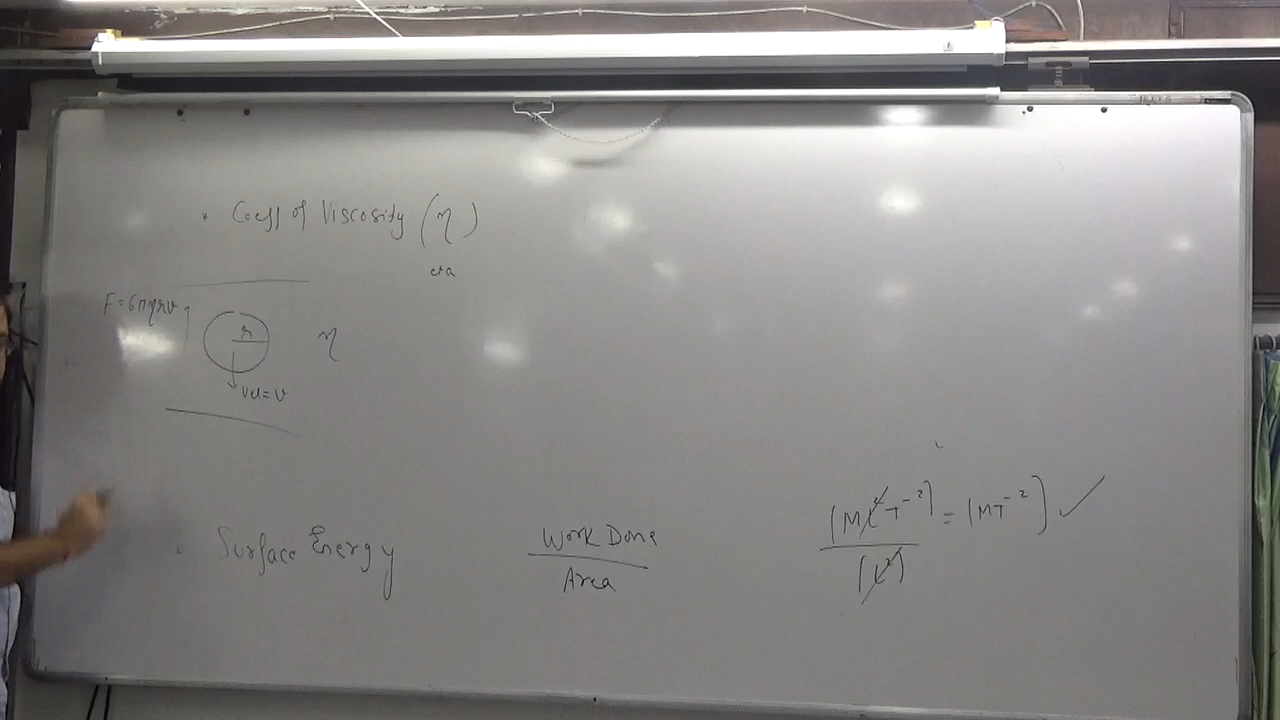 * Coeff of Viscosity (η)
eta
F = 6πηrv
r
η
Vel = v
Surface Energy
Work Done
Area
[ML²T⁻²] = [MT⁻²] ✓
[L²]